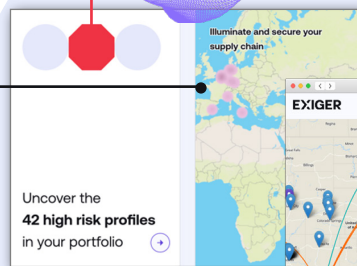 Illuminate and secure your
supply chain
EXIGER
Uncover the
42 high risk profiles
in your portfolio